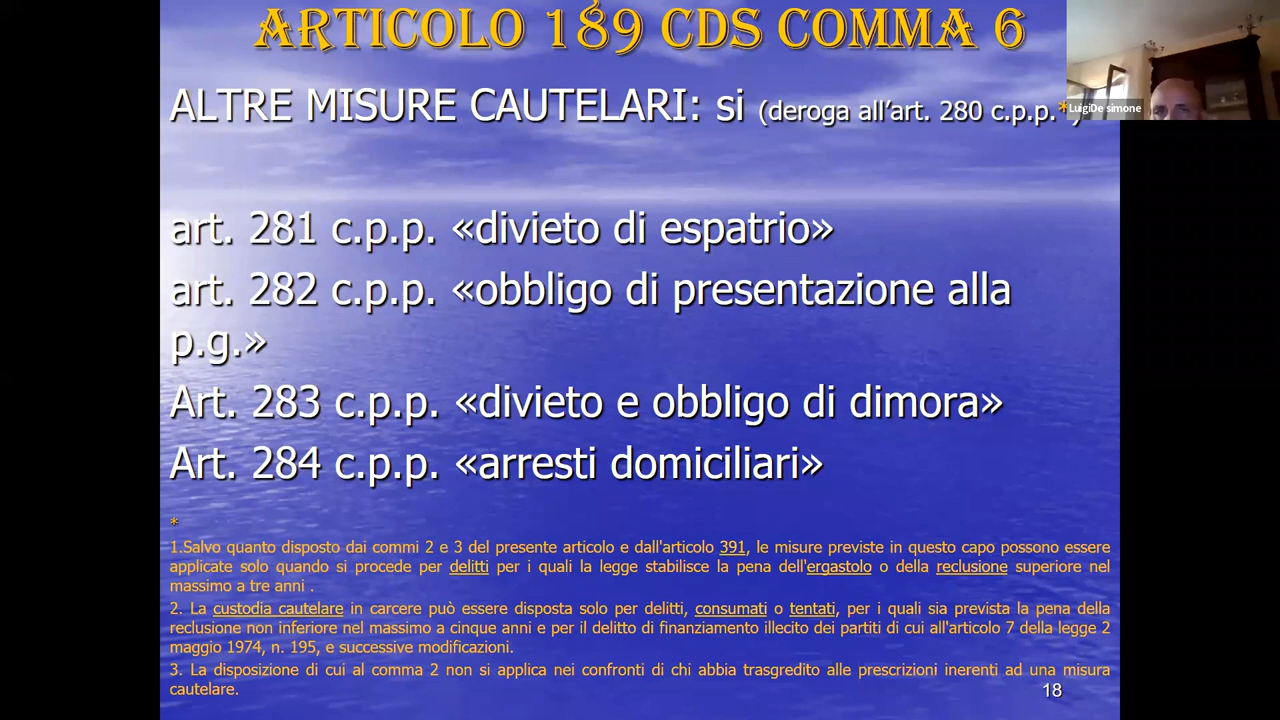 ARTICOLO 189 CDS COMMA 6
ALTRE MISURE CAUTELARI: si (deroga all’art. 280 c.p.p.*)
LuigiDe simone
art. 281 c.p.p. «divieto di espatrio»
art. 282 c.p.p. «obbligo di presentazione alla
p.g.»
Art. 283 c.p.p. «divieto e obbligo di dimora»
Art. 284 c.p.p. «arresti domiciliari»
*
1.Salvo quanto disposto dai commi 2 e 3 del presente articolo e dall'articolo 391, le misure previste in questo capo possono essere
applicate solo quando si procede per delitti per i quali la legge stabilisce la pena dell'ergastolo o della reclusione superiore nel
massimo a tre anni .
2. La custodia cautelare in carcere può essere disposta solo per delitti, consumati o tentati, per i quali sia prevista la pena della
reclusione non inferiore nel massimo a cinque anni e per il delitto di finanziamento illecito dei partiti di cui all'articolo 7 della legge 2
maggio 1974, n. 195, e successive modificazioni.
3. La disposizione di cui al comma 2 non si applica nei confronti di chi abbia trasgredito alle prescrizioni inerenti ad una misura
cautelare.
18